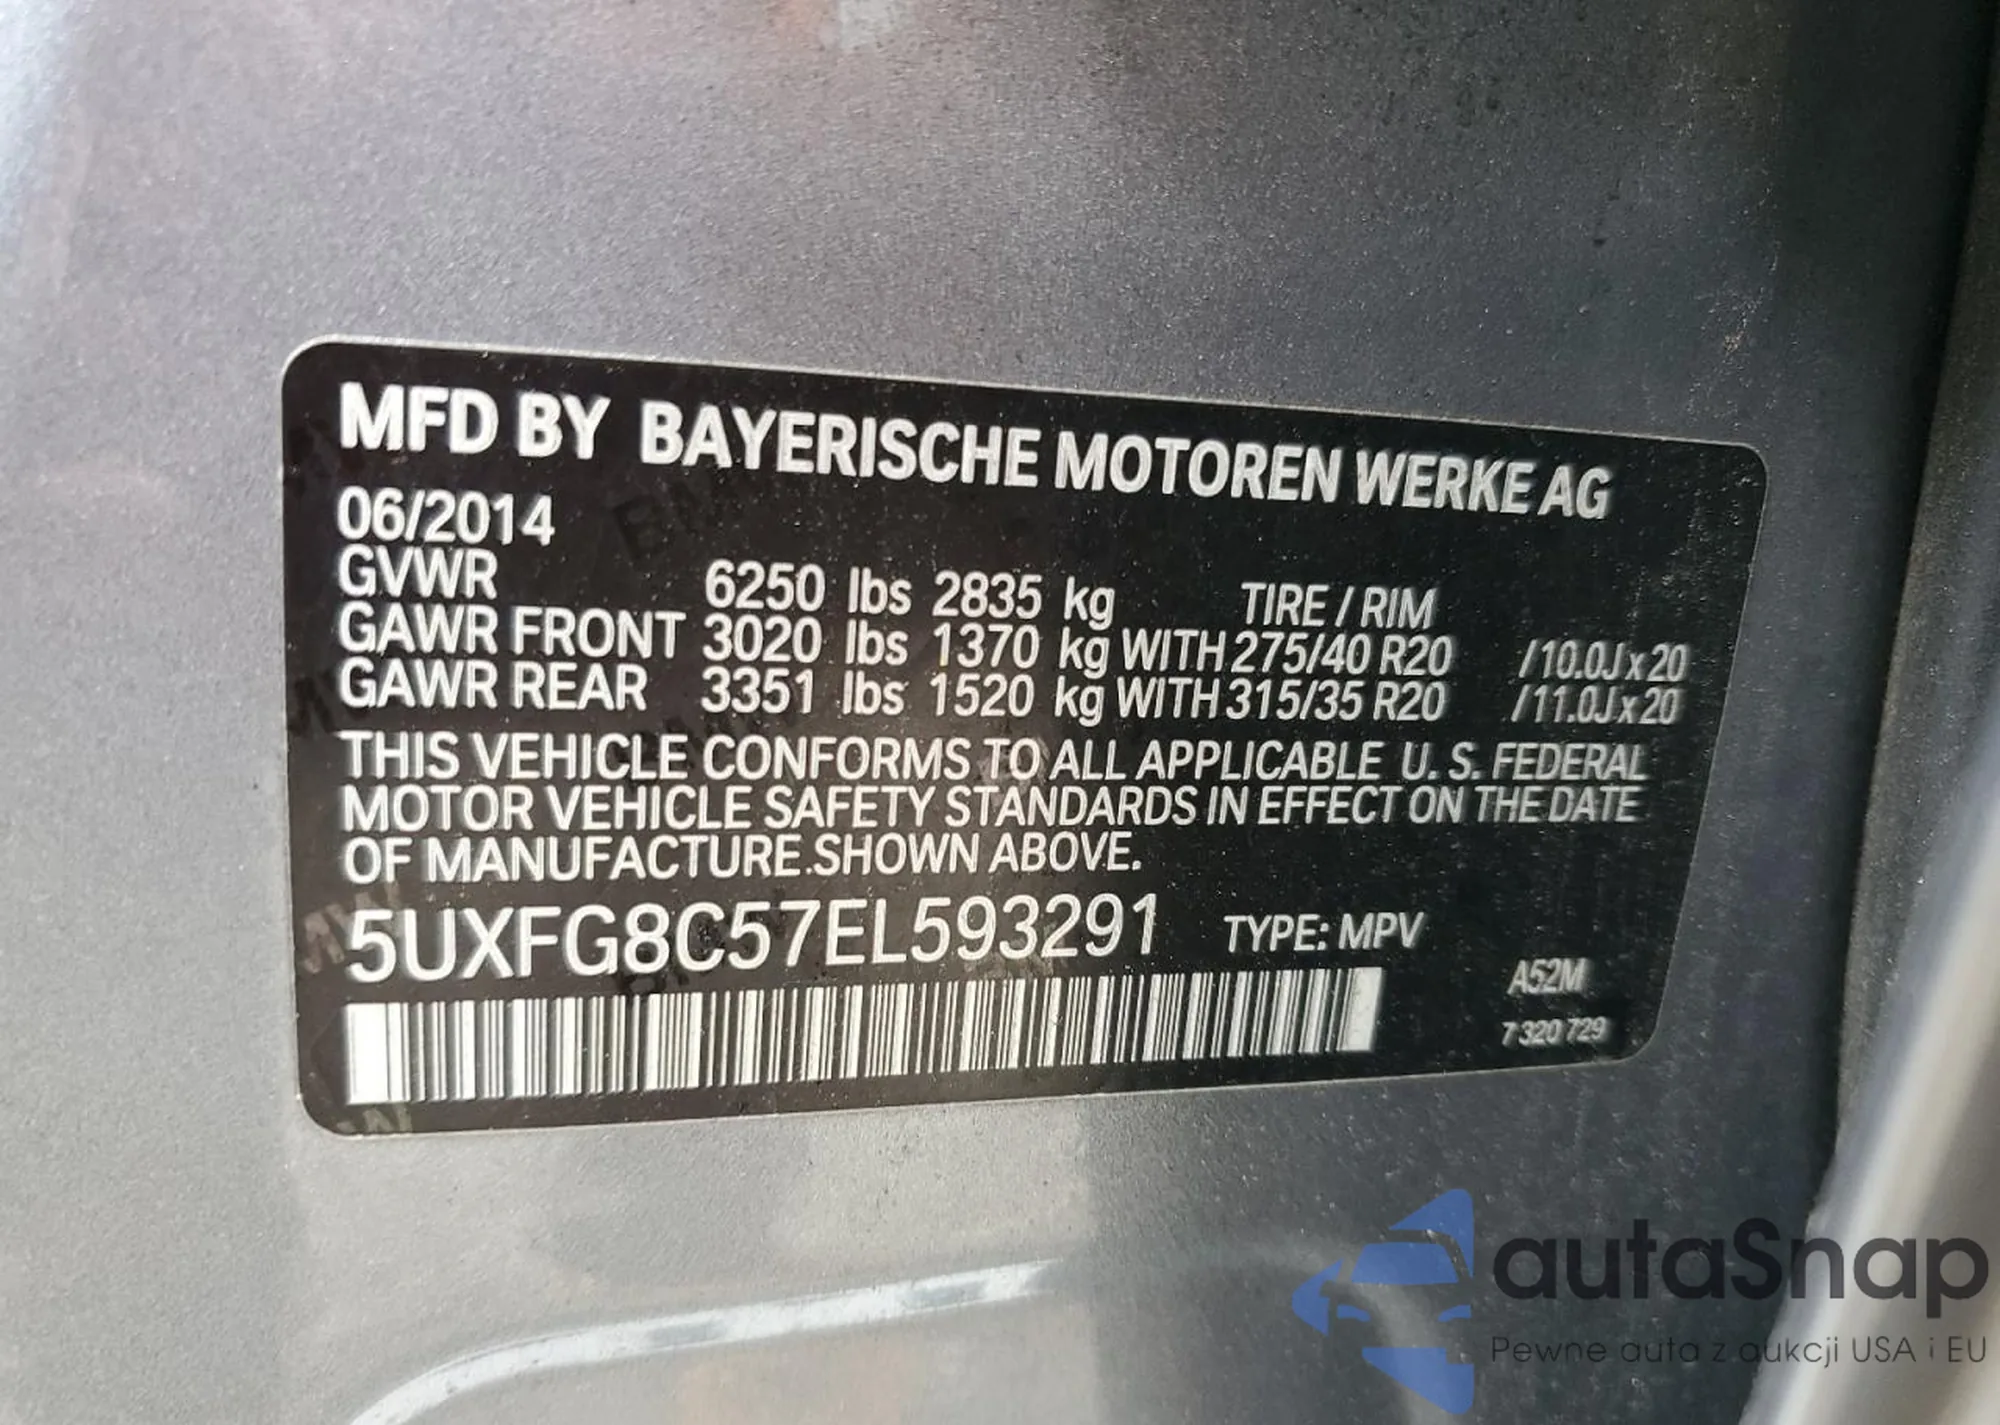 MFD BY BAYERISCHE MOTOREN WERKE AG
06/2014
GVWR 6250 lbs 2835 kg TIRE / RIM
GAWR FRONT 3020 lbs 1370 kg WITH 275/40 R20 /10.0J x 20
GAWR REAR 3351 lbs 1520 kg WITH 315/35 R20 /11.0J x 20
THIS VEHICLE CONFORMS TO ALL APPLICABLE U. S. FEDERAL
MOTOR VEHICLE SAFETY STANDARDS IN EFFECT ON THE DATE
OF MANUFACTURE SHOWN ABOVE.
5UXFG8C57EL593291 TYPE: MPV
A52M
7 320 729
autaSnap
Pewne auta z aukcji USA i EU